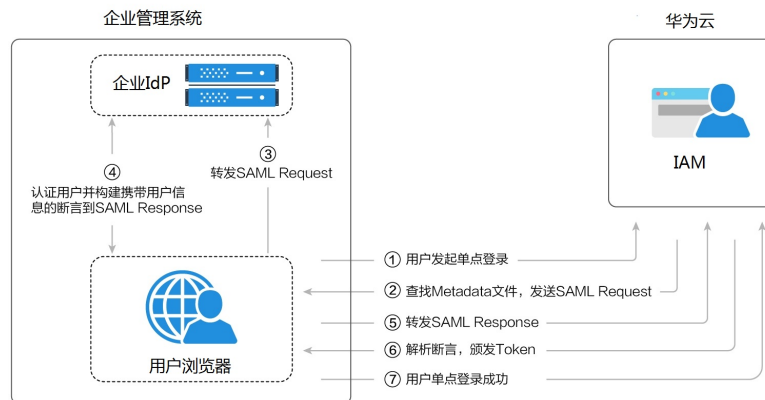 企业管理系统
华为云
企业IdP
IAM
③
转发SAML Request
④
认证用户并构建携带用户信
息的断言到SAML Response
用户浏览器
① 用户发起单点登录
② 查找Metadata文件，发送SAML Request
⑤ 转发SAML Response
⑥ 解析断言，颁发Token
⑦ 用户单点登录成功